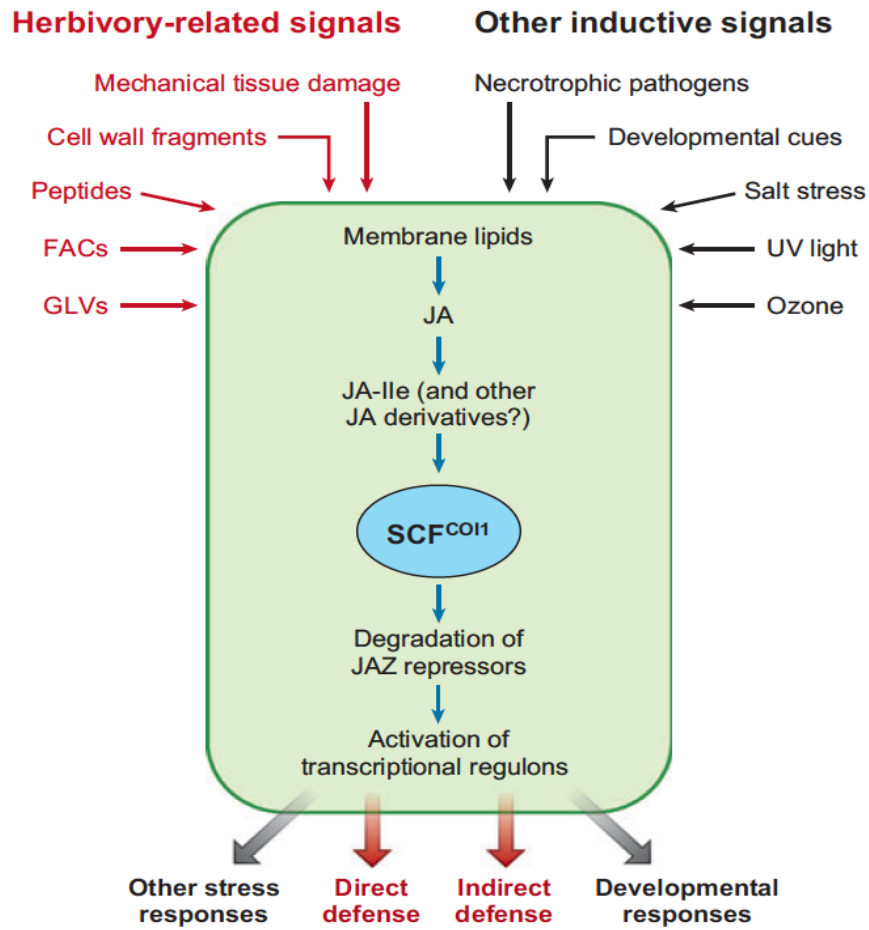 Herbivory-related signals
Other inductive signals
Mechanical tissue damage
Necrotrophic pathogens
Cell wall fragments
Developmental cues
Peptides
Salt stress
FACs
UV light
GLVs
Ozone
Membrane lipids
JA
JA-Ile (and other
JA derivatives?)
SCFCOI1
Degradation of
JAZ repressors
Activation of
transcriptional regulons
Other stress
responses
Direct
defense
Indirect
defense
Developmental
responses